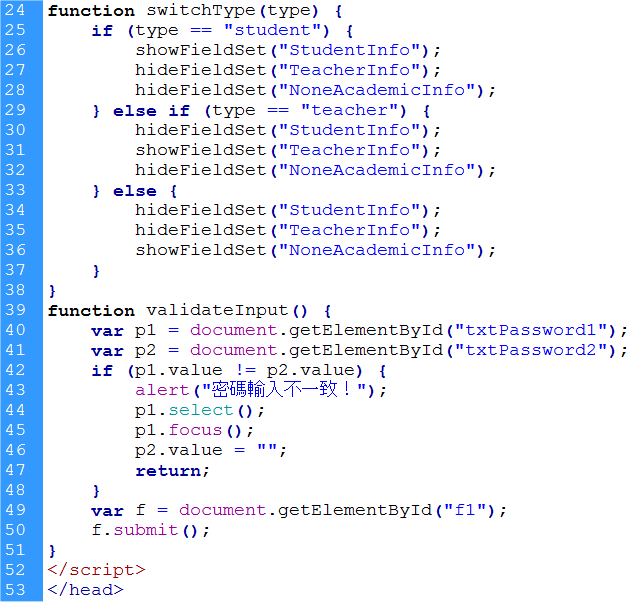 24 function switchType(type) {
25     if (type == "student") {
26         showFieldSet("StudentInfo");
27         hideFieldSet("TeacherInfo");
28         hideFieldSet("NoneAcademicInfo");
29     } else if (type == "teacher") {
30         hideFieldSet("StudentInfo");
31         showFieldSet("TeacherInfo");
32         hideFieldSet("NoneAcademicInfo");
33     } else {
34         hideFieldSet("StudentInfo");
35         hideFieldSet("TeacherInfo");
36         showFieldSet("NoneAcademicInfo");
37     }
38 }
39 function validateInput() {
40     var p1 = document.getElementById("txtPassword1");
41     var p2 = document.getElementById("txtPassword2");
42     if (p1.value != p2.value) {
43         alert("密碼輸入不一致！");
44         p1.select();
45         p1.focus();
46         p2.value = "";
47         return;
48     }
49     var f = document.getElementById("f1");
50     f.submit();
51 }
52 </script>
53 </head>